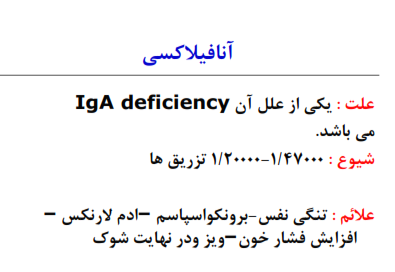 آنافیلاکسی
علت : یکی از علل آن IgA deficiency
می باشد.
شیوع : ۱/۲۰۰۰۰–۱/۴۷۰۰۰ تزریق ها
علائم : تنگی نفس-برونکواسپاسم –ادم لارنکس –
افزایش فشار خون–ویز ودر نهایت شوک